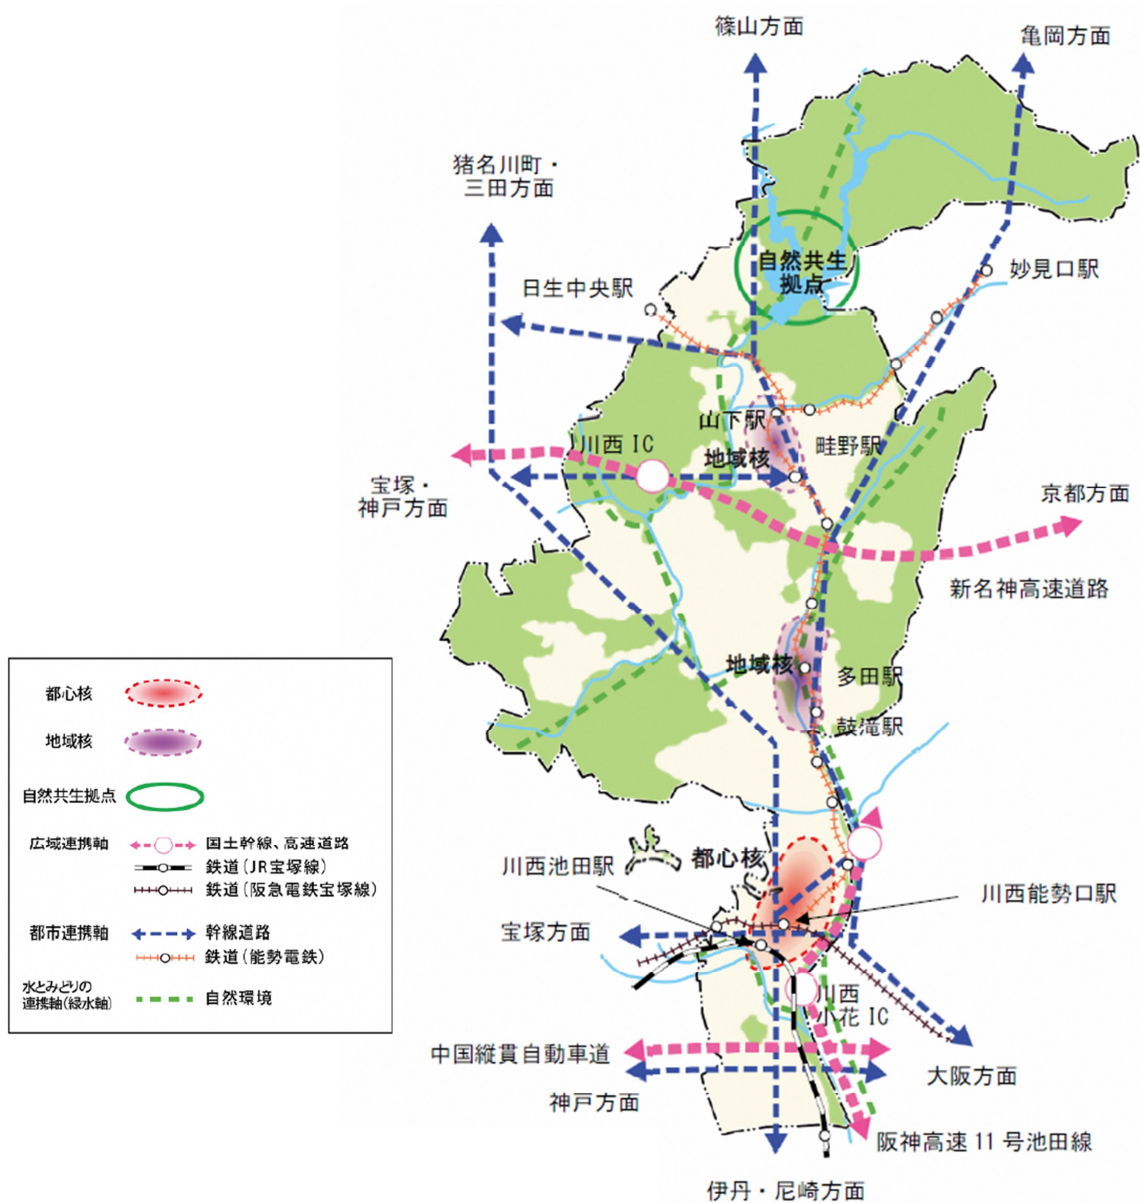 篠山方面
亀岡方面
猪名川町・
三田方面
自然共生
拠点
妙見口駅
日生中央駅
山下駅
畦野駅
川西 IC
地域核
宝塚・
神戸方面
京都方面
新名神高速道路
地域核
多田駅
鼓滝駅
川西池田駅
都心核
川西能勢口駅
宝塚方面
川西
小花 IC
中国縦貫自動車道
神戸方面
大阪方面
阪神高速 11 号池田線
伊丹・尼崎方面
都心核
地域核
自然共生拠点
広域連携軸
国土幹線、高速道路
鉄道(JR宝塚線)
鉄道(阪急電鉄宝塚線)
都市連携軸
幹線道路
鉄道(能勢電鉄)
水とみどりの
連携軸(緑水軸)
自然環境